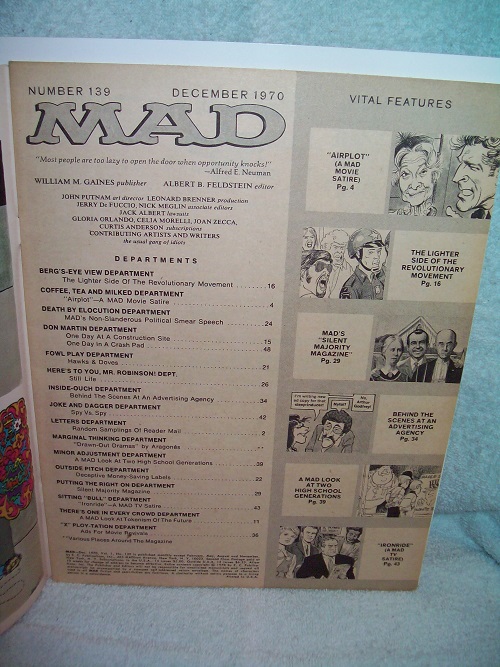 NUMBER 139 DECEMBER 1970
MAD
"Most people are too lazy to open the door when opportunity knocks!"
—Alfred E. Neuman
WILLIAM M. GAINES publisher ALBERT B. FELDSTEIN editor
JOHN PUTNAM art director LEONARD BRENNER production
JERRY De FUCCIO, NICK MEGLIN associate editors
JACK ALBERT lawsuits
GLORIA ORLANDO, CELIA MORELLI, JOAN ZECCA,
CURTIS ANDERSON subscriptions
CONTRIBUTING ARTISTS AND WRITERS
the usual gang of idiots
DEPARTMENTS
BERG'S-EYE VIEW DEPARTMENT
The Lighter Side Of The Revolutionary Movement 16
COFFEE, TEA AND MILKED DEPARTMENT
"Airplot"—A MAD Movie Satire 4
DEATH BY ELOCUTION DEPARTMENT
MAD's Non-Slanderous Political Smear Speech 24
DON MARTIN DEPARTMENT
One Day At A Construction Site 15
One Day In A Crash Pad 48
FOWL PLAY DEPARTMENT
Hawks & Doves 21
HERE'S TO YOU, MR. ROBINSON! DEPT.
Still Life 26
INSIDE-OUCH DEPARTMENT
Behind The Scenes At An Advertising Agency 34
JOKE AND DAGGER DEPARTMENT
Spy Vs. Spy 42
LETTERS DEPARTMENT
Random Samplings Of Reader Mail 2
MARGINAL THINKING DEPARTMENT
"Drawn-Out Dramas" by Aragonés **
MINOR ADJUSTMENT DEPARTMENT
A MAD Look At Two High School Generations 39
OUTSIDE PITCH DEPARTMENT
Deceptive Money-Saving Labels 22
PUTTING THE RIGHT ON DEPARTMENT
Silent Majority Magazine 29
SITTING "BULL" DEPARTMENT
"Ironride"—A MAD TV Satire 43
THERE'S ONE IN EVERY CROWD DEPARTMENT
A MAD Look At Tokenism Of The Future 11
"X" PLOY-TATION DEPARTMENT
Ads For Movie Revivals 36
**Various Places Around The Magazine
VITAL FEATURES
"AIRPLOT"
(A MAD
MOVIE
SATIRE)
Pg. 4
THE LIGHTER
SIDE OF THE
REVOLUTIONARY
MOVEMENT
Pg. 16
MAD'S
"SILENT
MAJORITY
MAGAZINE"
Pg. 29
BEHIND THE
SCENES AT AN
ADVERTISING
AGENCY
Pg. 34
A MAD LOOK
AT TWO
HIGH SCHOOL
GENERATIONS
Pg. 39
"IRONRIDE"
(A MAD
TV
SATIRE)
Pg. 43